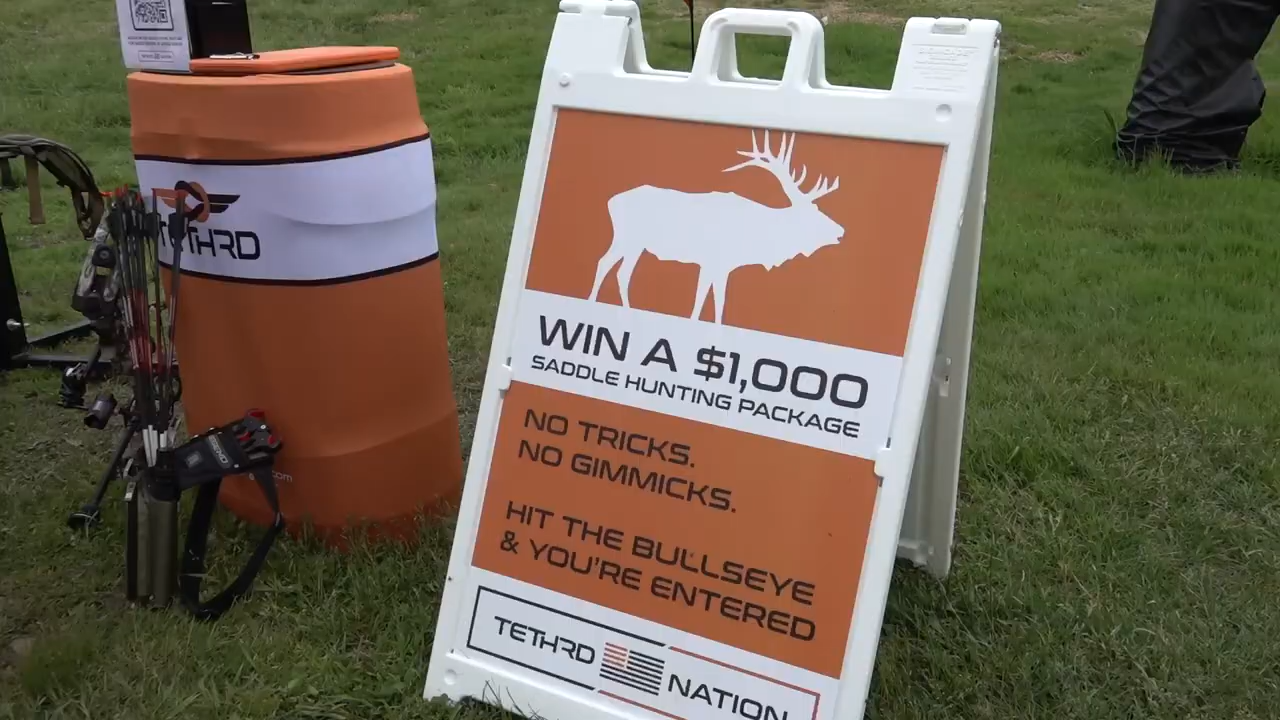 TETHRD
WIN A $1,000
SADDLE HUNTING PACKAGE
NO TRICKS.
NO GIMMICKS.
HIT THE BULLSEYE
& YOU'RE ENTERED
TETHRD NATION